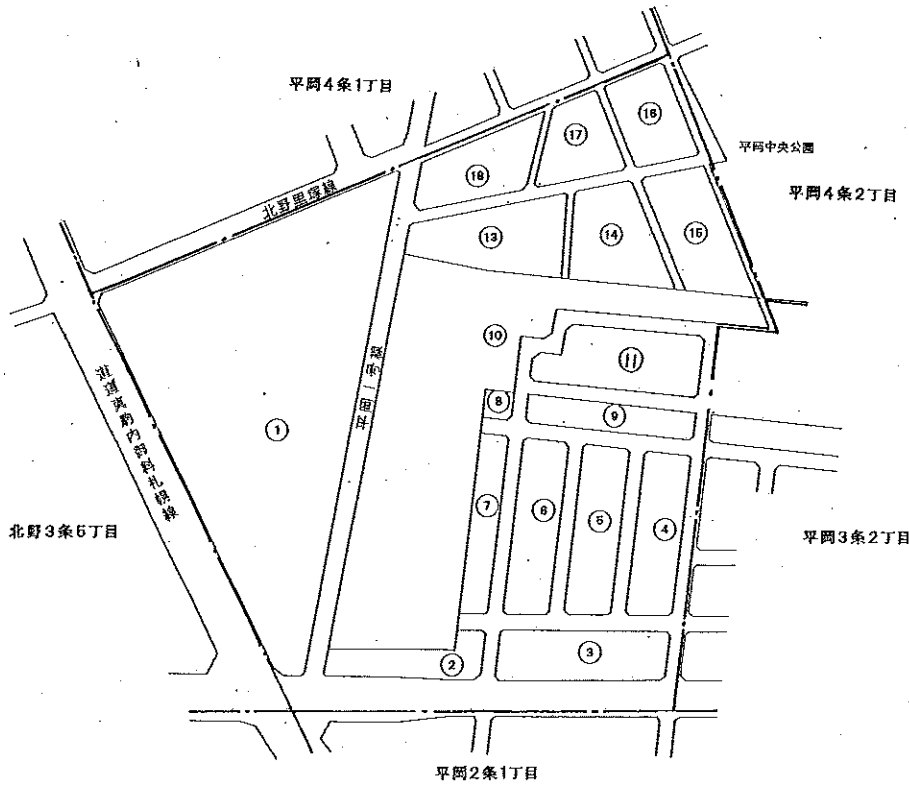 平岡4条1丁目
⑯
⑰
平岡中央公園
⑱
平岡4条2丁目
北野里塚線
⑬
⑭
⑮
⑩
⑪
⑧
⑨
①
⑦
⑥
⑤
④
北野3条5丁目
平岡3条2丁目
②
③
平岡2条1丁目